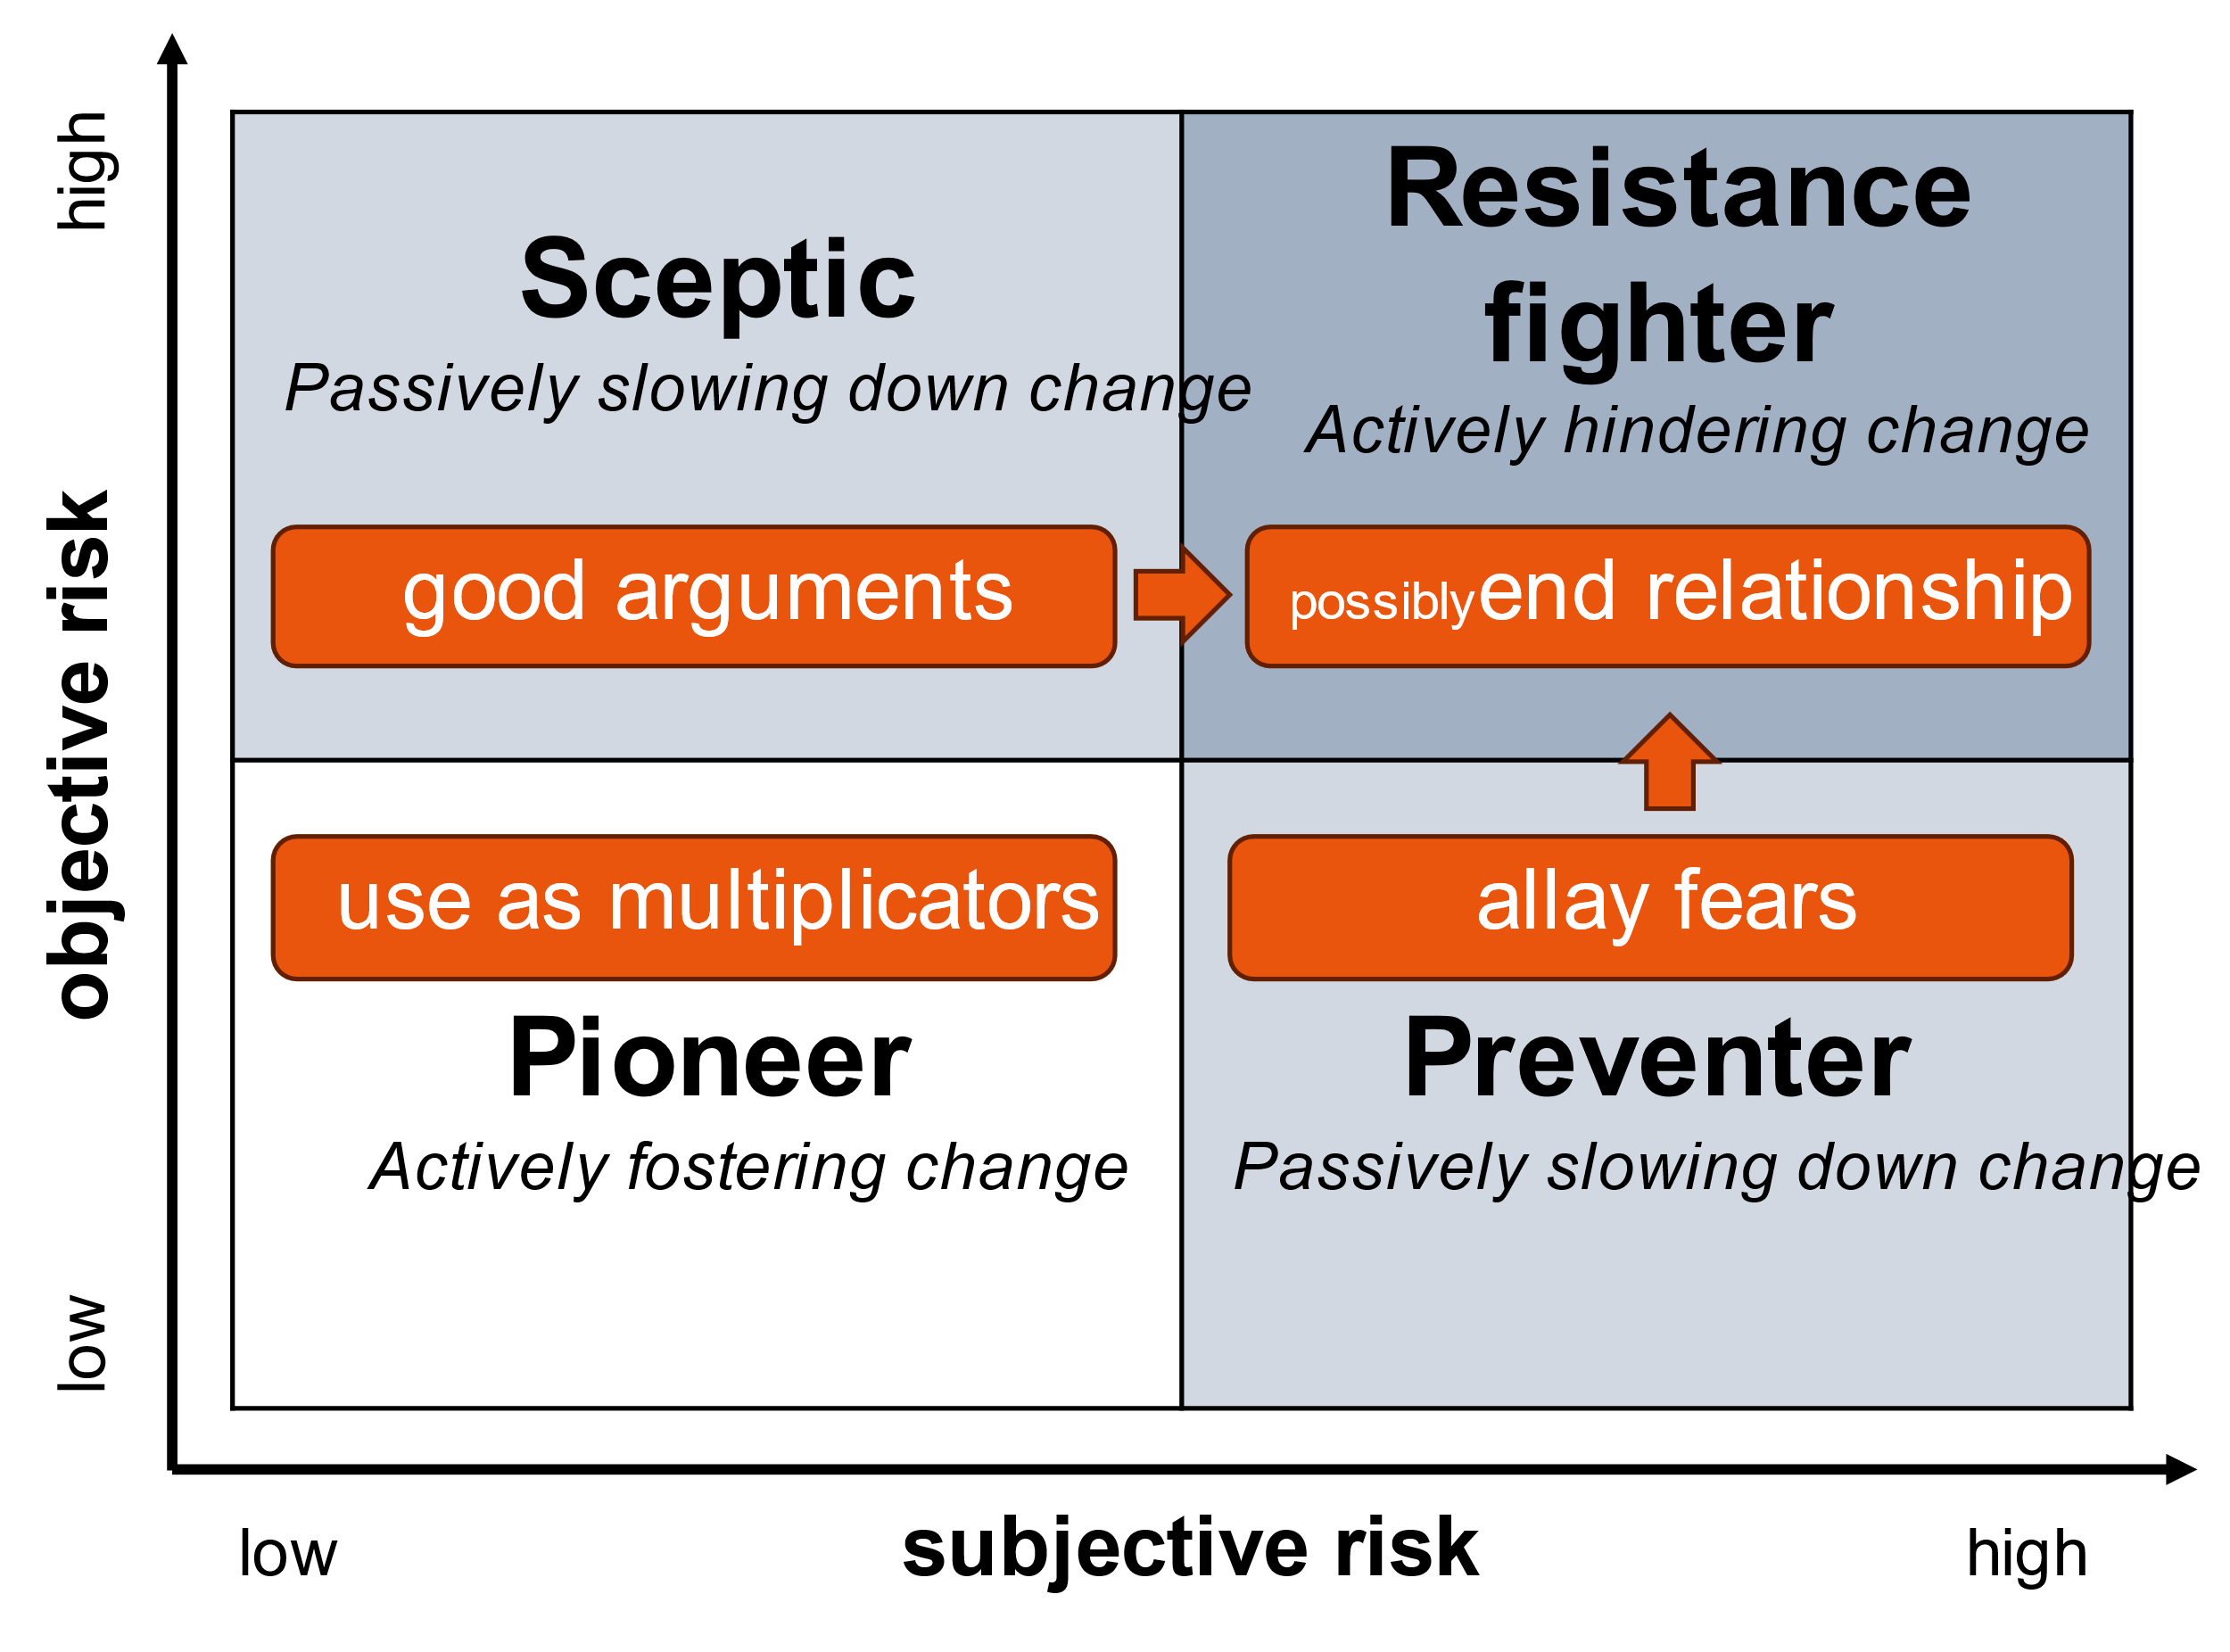 high
objective risk
low
Sceptic
Passively slowing down change
good arguments
Resistance
fighter
Actively hindering change
possibly end relationship
use as multiplicators
Pioneer
Actively fostering change
allay fears
Preventer
Passively slowing down change
low
subjective risk
high